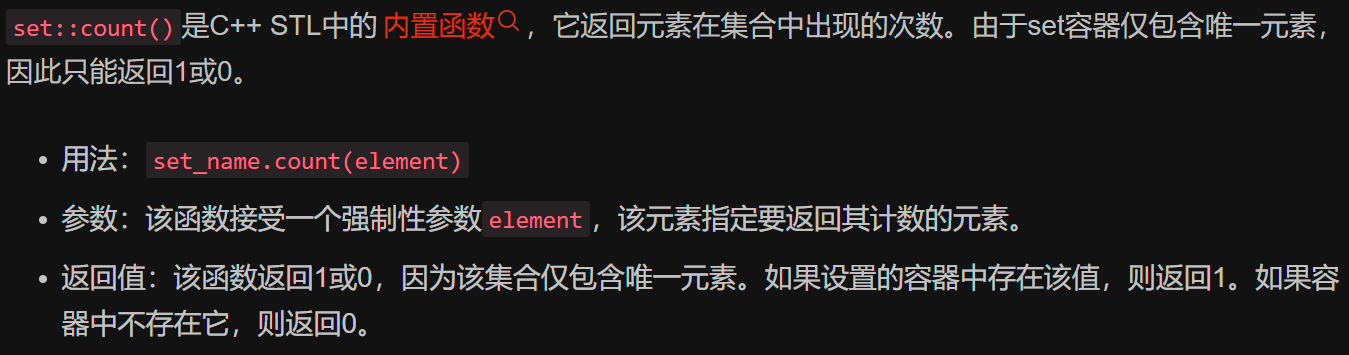 set::count()是C++ STL中的 内置函数 ，它返回元素在集合中出现的次数。由于set容器仅包含唯一元素，
因此只能返回1或0。
• 用法：set_name.count(element)
• 参数：该函数接受一个强制性参数element，该元素指定要返回其计数的元素。
• 返回值：该函数返回1或0，因为该集合仅包含唯一元素。如果设置的容器中存在该值，则返回1。如果容
器中不存在它，则返回0。